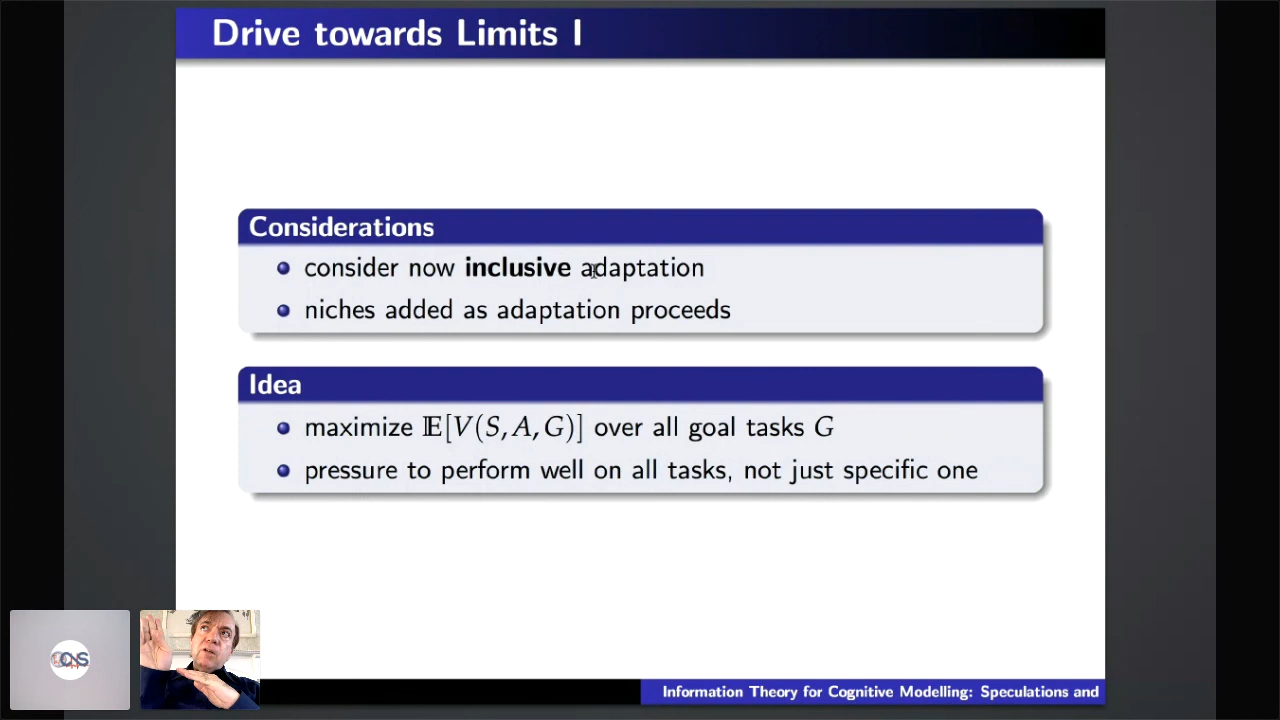 Drive towards Limits I
Considerations
consider now inclusive adaptation
niches added as adaptation proceeds
Idea
maximize 𝔼[V(S, A, G)] over all goal tasks G
pressure to perform well on all tasks, not just specific one
Information Theory for Cognitive Modelling: Speculations and